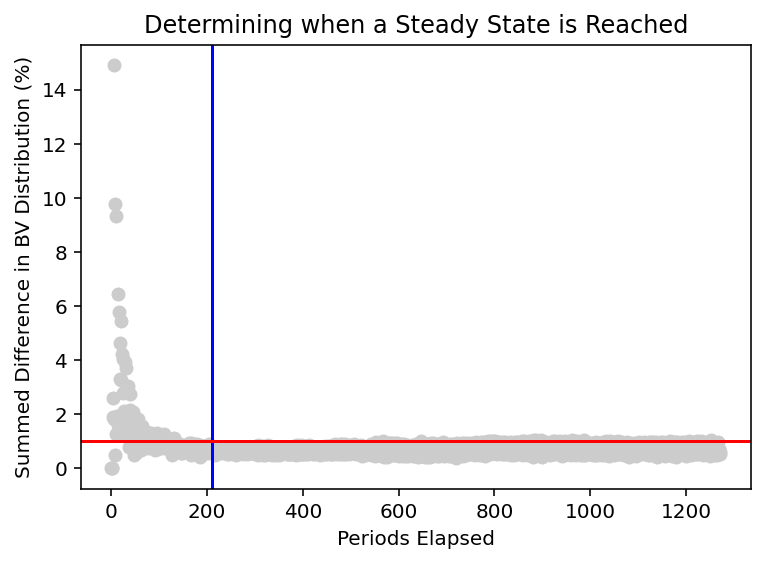 Determining when a Steady State is Reached
Summed Difference in BV Distribution (%)
14
12
10
8
6
4
2
0
0 200 400 600 800 1000 1200
Periods Elapsed